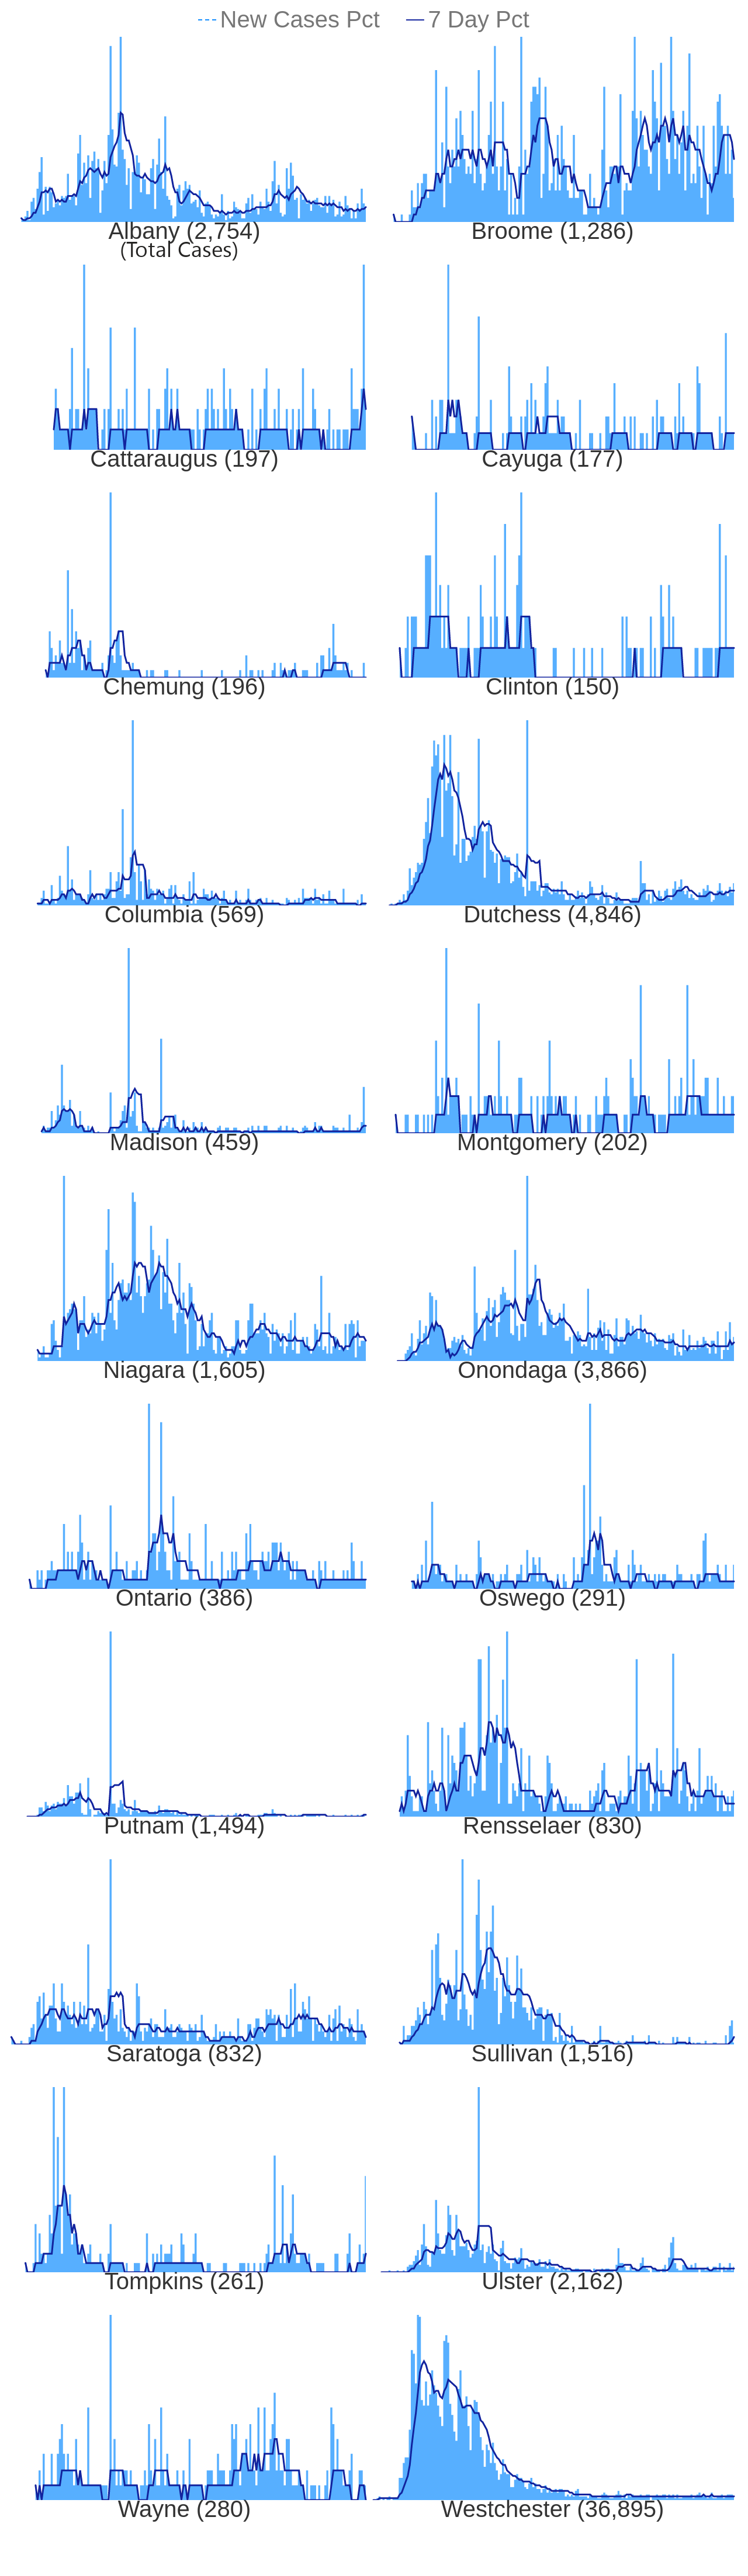 New Cases Pct 7 Day Pct
Albany (2,754) Broome (1,286)
(Total Cases)
Cattaraugus (197) Cayuga (177)
Chemung (196) Clinton (150)
Columbia (569) Dutchess (4,846)
Madison (459) Montgomery (202)
Niagara (1,605) Onondaga (3,866)
Ontario (386) Oswego (291)
Putnam (1,494) Rensselaer (830)
Saratoga (832) Sullivan (1,516)
Tompkins (261) Ulster (2,162)
Wayne (280) Westchester (36,895)